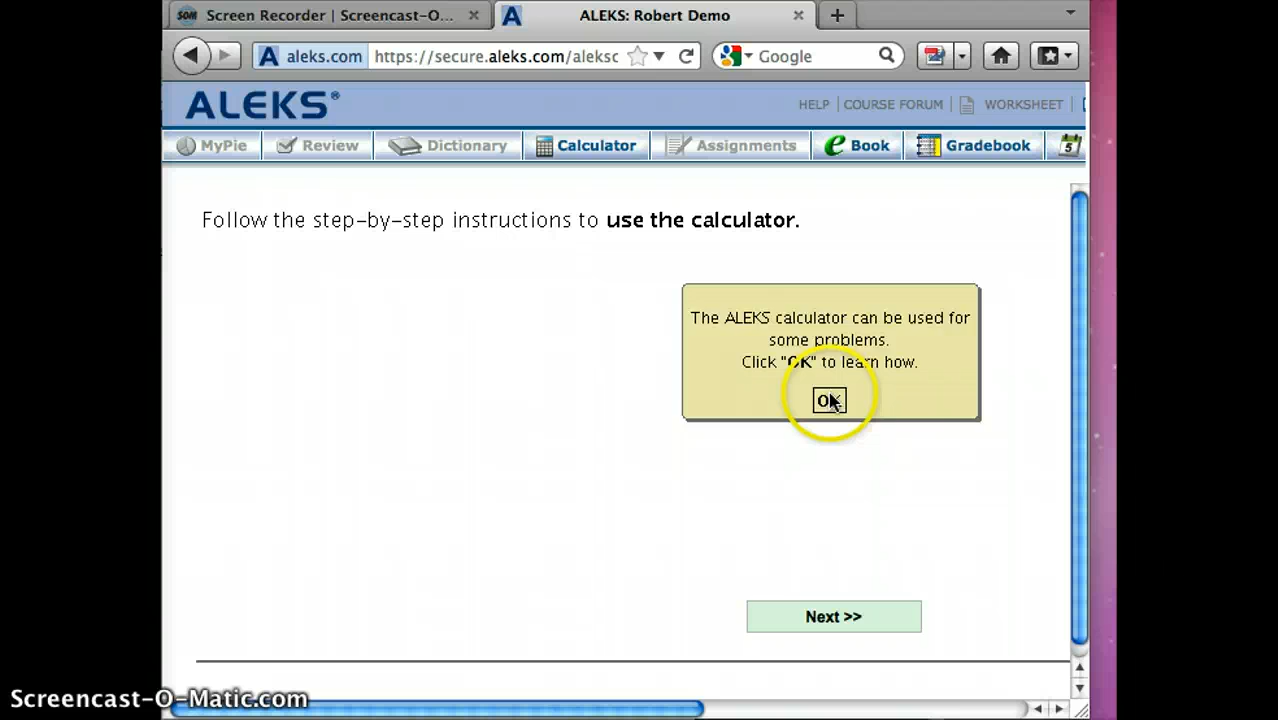 Screen Recorder | Screencast-O...
ALEKS: Robert Demo
aleks.com
https://secure.aleks.com/aleksc
Google
ALEKS®
HELP | COURSE FORUM | WORKSHEET |
MyPie
Review
Dictionary
Calculator
Assignments
e Book
Gradebook
5
Follow the step-by-step instructions to use the calculator.
The ALEKS calculator can be used for
some problems.
Click "OK" to learn how.
OK
Next >>
Screencast-O-Matic.com